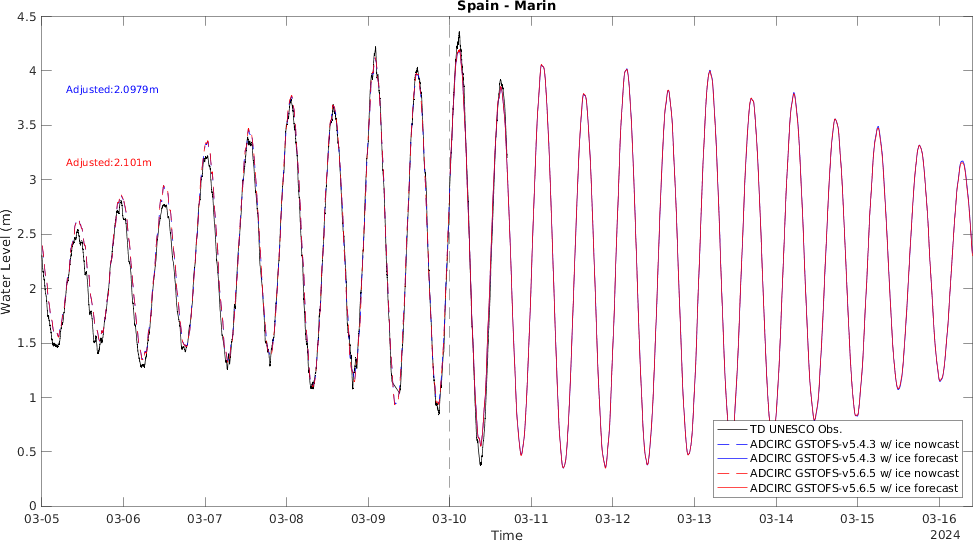 Spain - Marin
4.5
4
3.5
3
2.5
2
1.5
1
0.5
0
Water Level (m)
Adjusted:2.0979m
Adjusted:2.101m
TD UNESCO Obs.
ADCIRC GSTOFS-v5.4.3 w/ ice nowcast
ADCIRC GSTOFS-v5.4.3 w/ ice forecast
ADCIRC GSTOFS-v5.6.5 w/ ice nowcast
ADCIRC GSTOFS-v5.6.5 w/ ice forecast
03-05 03-06 03-07 03-08 03-09 03-10 03-11 03-12 03-13 03-14 03-15 03-16
Time
2024